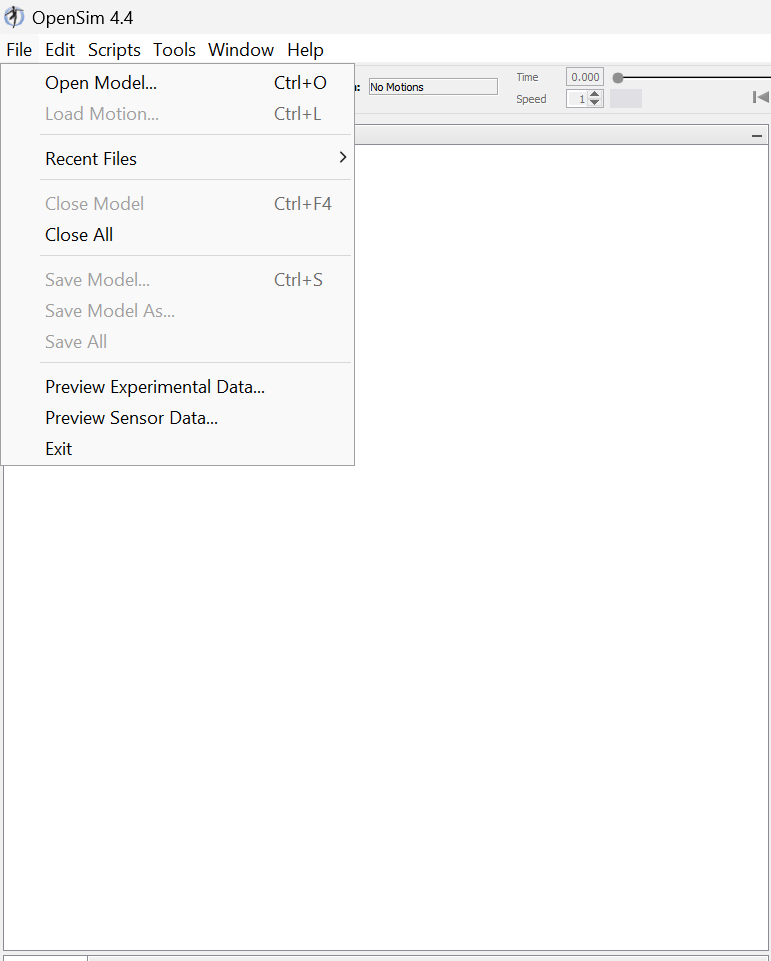 OpenSim 4.4
File Edit Scripts Tools Window Help
Open Model... Ctrl+O
Load Motion... Ctrl+L
Recent Files
Close Model Ctrl+F4
Close All
Save Model... Ctrl+S
Save Model As...
Save All
Preview Experimental Data...
Preview Sensor Data...
Exit
No Motions
Time 0.000
Speed 1